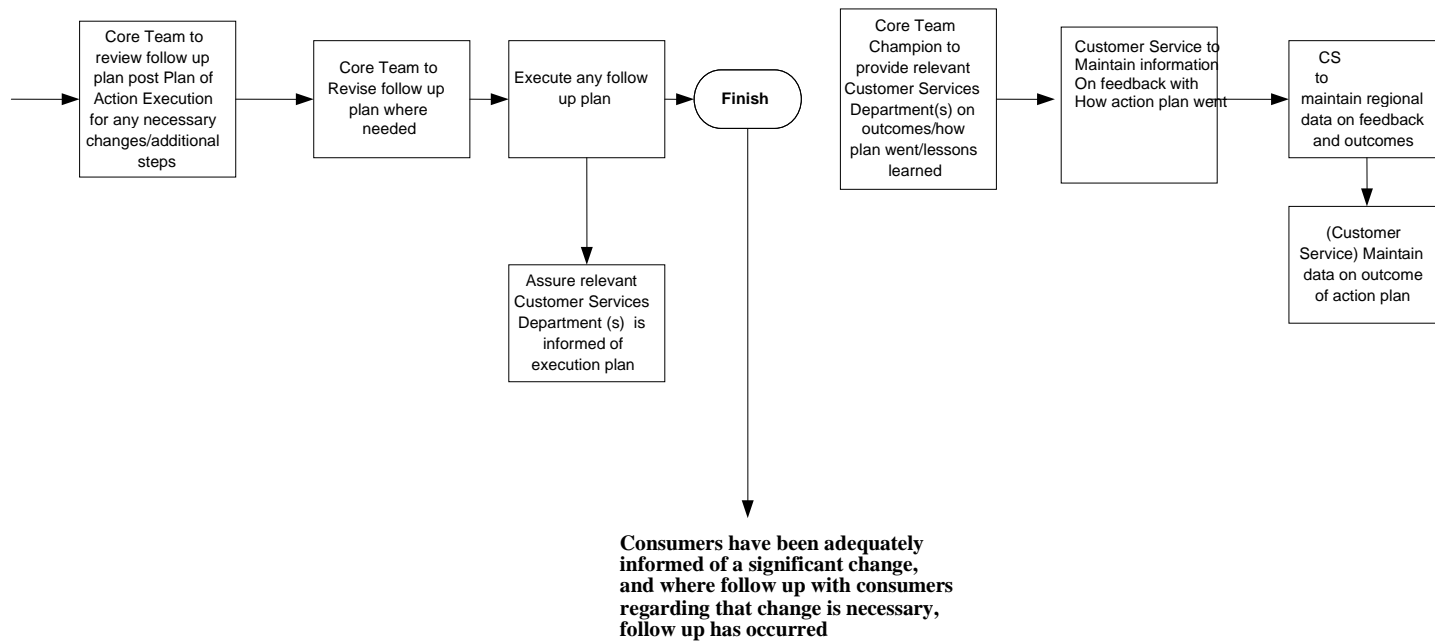 Core Team to
review follow up
plan post Plan of
Action Execution
for any necessary
changes/additional
steps
Core Team to
Revise follow up
plan where
needed
Execute any follow
up plan
Finish
Assure relevant
Customer Services
Department (s) is
informed of
execution plan
Consumers have been adequately
informed of a significant change,
and where follow up with consumers
regarding that change is necessary,
follow up has occurred
Core Team
Champion to
provide relevant
Customer Services
Department(s) on
outcomes/how
plan went/lessons
learned
Customer Service to
Maintain information
On feedback with
How action plan went
CS
to
maintain regional
data on feedback
and outcomes
(Customer
Service) Maintain
data on outcome
of action plan